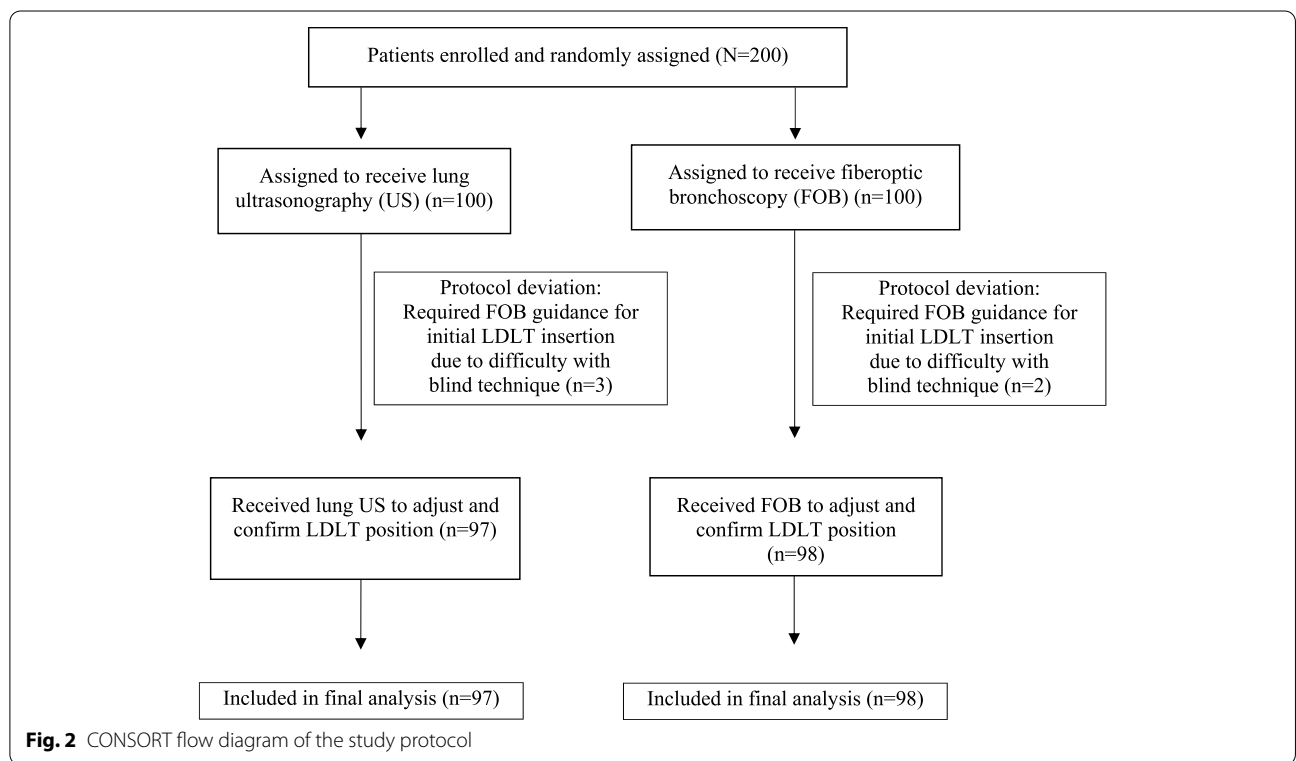 Patients enrolled and randomly assigned (N=200)
Assigned to receive lung
ultrasonography (US) (n=100)
Assigned to receive fiberoptic
bronchoscopy (FOB) (n=100)
Protocol deviation:
Required FOB guidance for
initial LDLT insertion
due to difficulty with
blind technique (n=3)
Protocol deviation:
Required FOB guidance for
initial LDLT insertion
due to difficulty with
blind technique (n=2)
Received lung US to adjust and
confirm LDLT position (n=97)
Received FOB to adjust and
confirm LDLT position
(n=98)
Included in final analysis (n=97)
Included in final analysis (n=98)
Fig. 2 CONSORT flow diagram of the study protocol